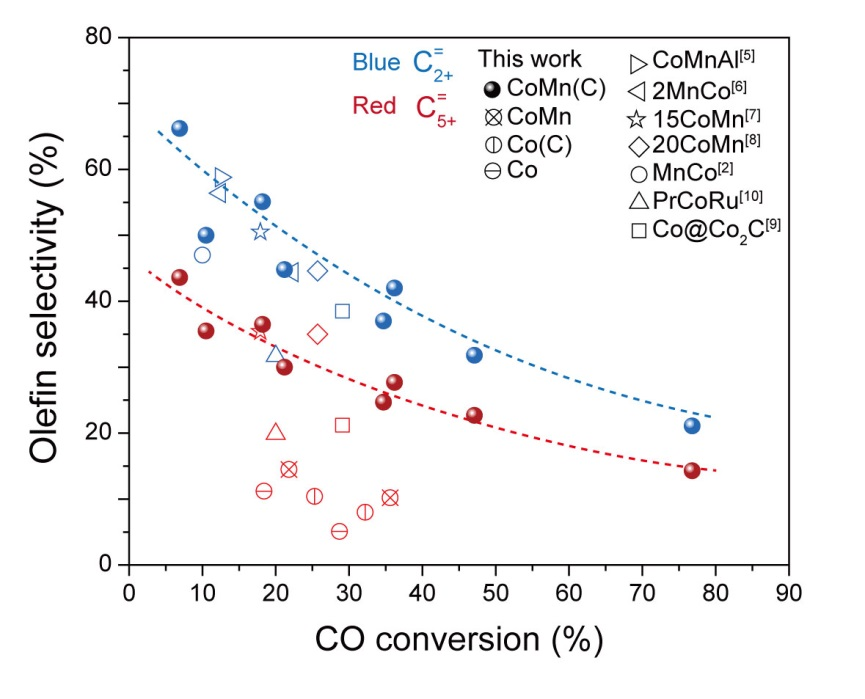 80
60
40
20
0
0 10 20 30 40 50 60 70 80 90
Olefin selectivity (%)
CO conversion (%)
Blue C=2+
Red C=5+
This work
CoMn(C)
CoMn
Co(C)
Co
CoMnAl[5]
2MnCo[6]
15CoMn[7]
20CoMn[8]
MnCo[2]
PrCoRu[10]
Co@Co2C[9]